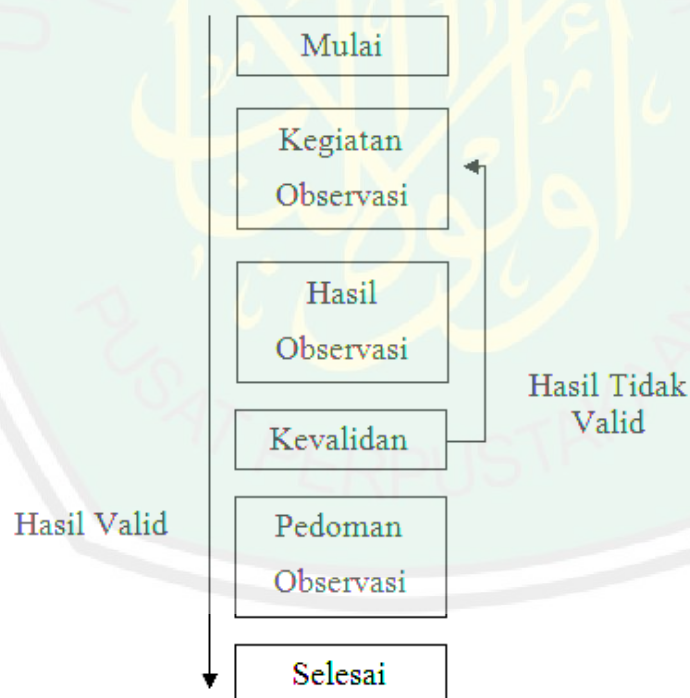 Mulai
Kegiatan
Observasi
Hasil
Observasi
Hasil Tidak
Valid
Kevalidan
Hasil Valid
Pedoman
Observasi
Selesai